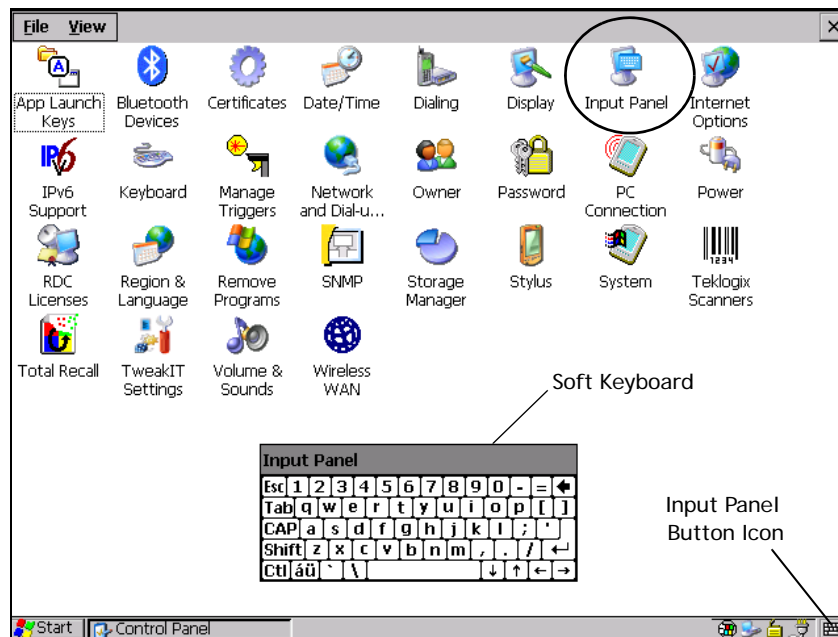 File View
App Launch Keys
Bluetooth Devices
Certificates
Date/Time
Dialing
Display
Input Panel
Internet Options
IPv6
IPv6 Support
Keyboard
Manage Triggers
Network and Dial-u...
Owner
Password
PC Connection
Power
RDC Licenses
Region & Language
Remove Programs
SNMP
Storage Manager
Stylus
System
1234
Teklogix Scanners
Total Recall
TweakIT Settings
Volume & Sounds
Wireless WAN
Soft Keyboard
Input Panel
Esc 1 2 3 4 5 6 7 8 9 0 - =
Tab q w e r t y u i o p [ ]
CAP a s d f g h j k l ; '
Shift z x c v b n m , . /
Ctl áü ` \ ↓ ↑ ← →
Input Panel
Button Icon
Start Control Panel